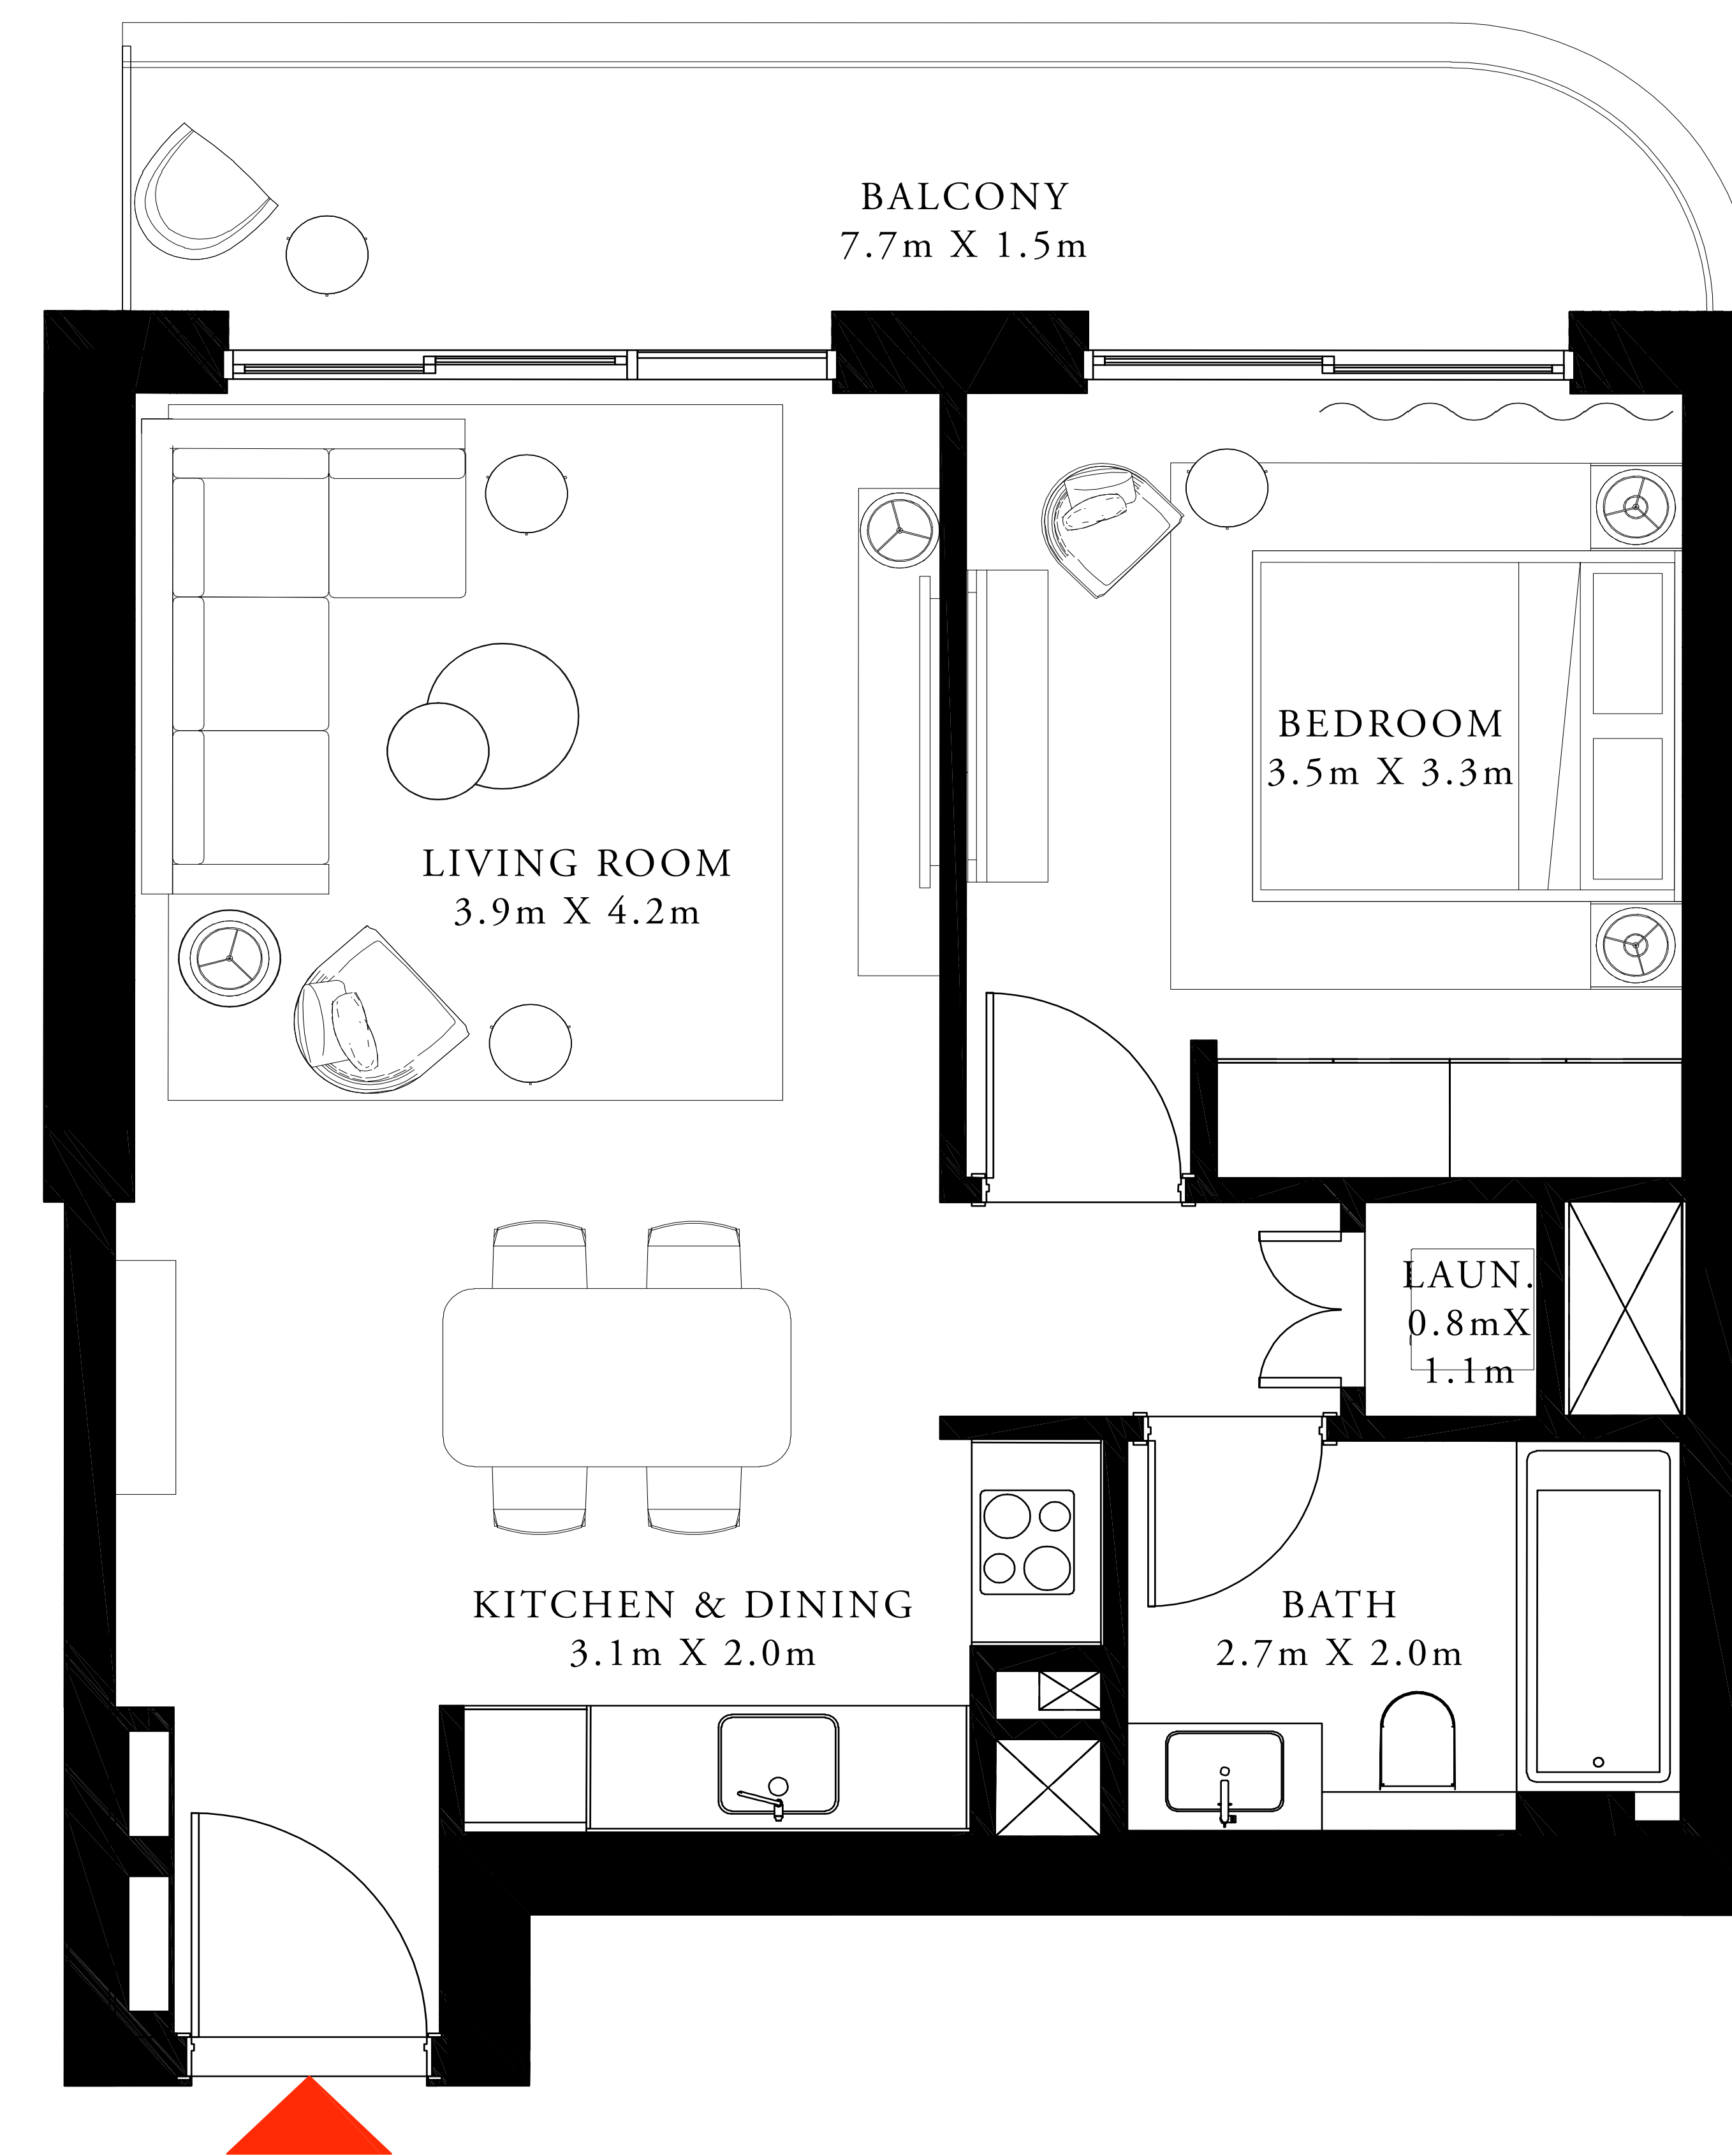 BALCONY
7.7m X 1.5m
BEDROOM
3.5m X 3.3m
LIVING ROOM
3.9m X 4.2m
LAUN.
0.8mX
1.1m
KITCHEN & DINING
3.1m X 2.0m
BATH
2.7m X 2.0m